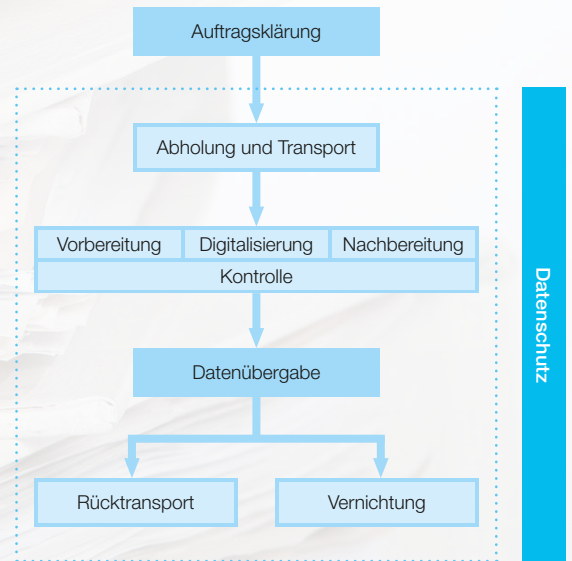 Auftragsklärung
Abholung und Transport
Vorbereitung
Digitalisierung
Nachbereitung
Kontrolle
Datenübergabe
Rücktransport
Vernichtung
Datenschutz